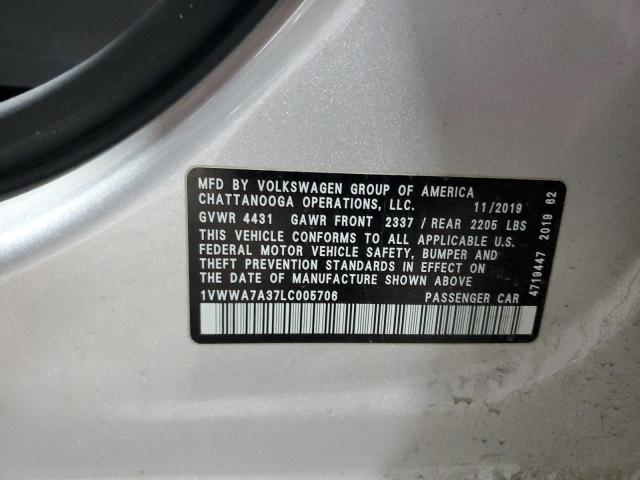 MFD BY VOLKSWAGEN GROUP OF AMERICA
CHATTANOOGA OPERATIONS, LLC. 11/2019
GVWR 4431 GAWR FRONT 2337 / REAR 2205 LBS
THIS VEHICLE CONFORMS TO ALL APPLICABLE U.S.
FEDERAL MOTOR VEHICLE SAFETY, BUMPER AND
THEFT PREVENTION STANDARDS IN EFFECT ON
THE DATE OF MANUFACTURE SHOWN ABOVE
1VWWA7A37LC005706 PASSENGER CAR
4719447 2019 62